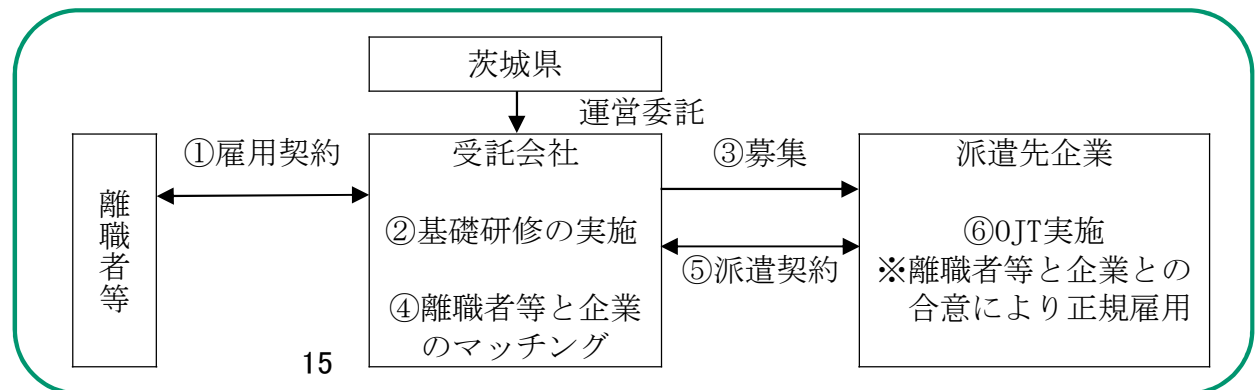 茨城県
運営委託
①雇用契約
離職者等
受託会社
②基礎研修の実施
④離職者等と企業
のマッチング
③募集
⑤派遣契約
派遣先企業
⑥OJT実施
※離職者等と企業との
合意により正規雇用
15